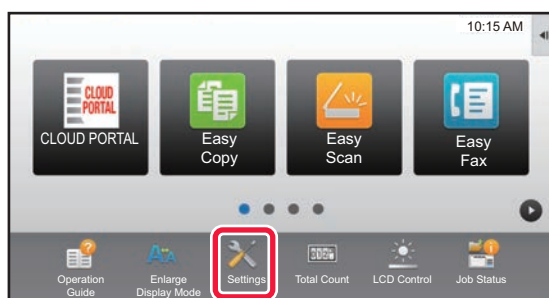 10:15 AM
CLOUD
PORTAL
CLOUD PORTAL
Easy
Copy
Easy
Scan
Easy
Fax
Operation
Guide
Enlarge
Display Mode
Settings
Total Count
LCD Control
Job Status